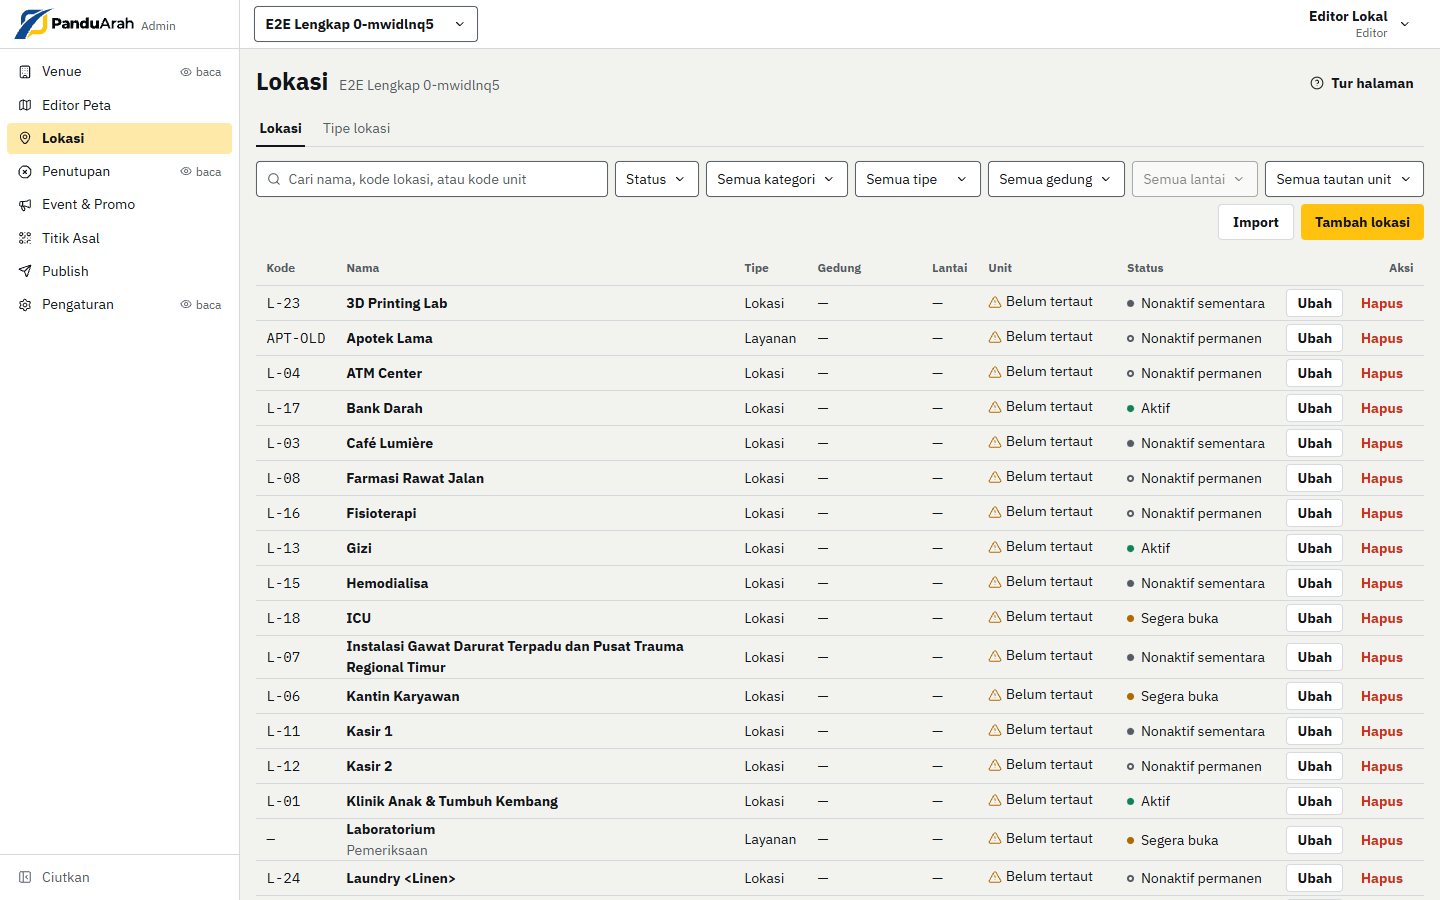 PanduArah Admin
E2E Lengkap 0-mwidlnq5
Editor Lokal
Editor
Venue baca
Editor Peta
Lokasi
Penutupan baca
Event & Promo
Titik Asal
Publish
Pengaturan baca
Ciutkan
Lokasi E2E Lengkap 0-mwidlnq5
Tur halaman
Lokasi Tipe lokasi
Cari nama, kode lokasi, atau kode unit Status Semua kategori Semua tipe Semua gedung Semua lantai Semua tautan unit
Import Tambah lokasi
Kode Nama Tipe Gedung Lantai Unit Status Aksi
L-23 3D Printing Lab Lokasi — — Belum tertaut Nonaktif sementara Ubah Hapus
APT-OLD Apotek Lama Layanan — — Belum tertaut Nonaktif permanen Ubah Hapus
L-04 ATM Center Lokasi — — Belum tertaut Nonaktif permanen Ubah Hapus
L-17 Bank Darah Lokasi — — Belum tertaut Aktif Ubah Hapus
L-03 Café Lumière Lokasi — — Belum tertaut Nonaktif sementara Ubah Hapus
L-08 Farmasi Rawat Jalan Lokasi — — Belum tertaut Nonaktif permanen Ubah Hapus
L-16 Fisioterapi Lokasi — — Belum tertaut Nonaktif permanen Ubah Hapus
L-13 Gizi Lokasi — — Belum tertaut Aktif Ubah Hapus
L-15 Hemodialisa Lokasi — — Belum tertaut Nonaktif sementara Ubah Hapus
L-18 ICU Lokasi — — Belum tertaut Segera buka Ubah Hapus
L-07 Instalasi Gawat Darurat Terpadu dan Pusat Trauma
Regional Timur Lokasi — — Belum tertaut Nonaktif sementara Ubah Hapus
L-06 Kantin Karyawan Lokasi — — Belum tertaut Segera buka Ubah Hapus
L-11 Kasir 1 Lokasi — — Belum tertaut Nonaktif sementara Ubah Hapus
L-12 Kasir 2 Lokasi — — Belum tertaut Nonaktif permanen Ubah Hapus
L-01 Klinik Anak & Tumbuh Kembang Lokasi — — Belum tertaut Aktif Ubah Hapus
— Laboratorium
Pemeriksaan Layanan — — Belum tertaut Segera buka Ubah Hapus
L-24 Laundry <Linen> Lokasi — — Belum tertaut Nonaktif permanen Ubah Hapus